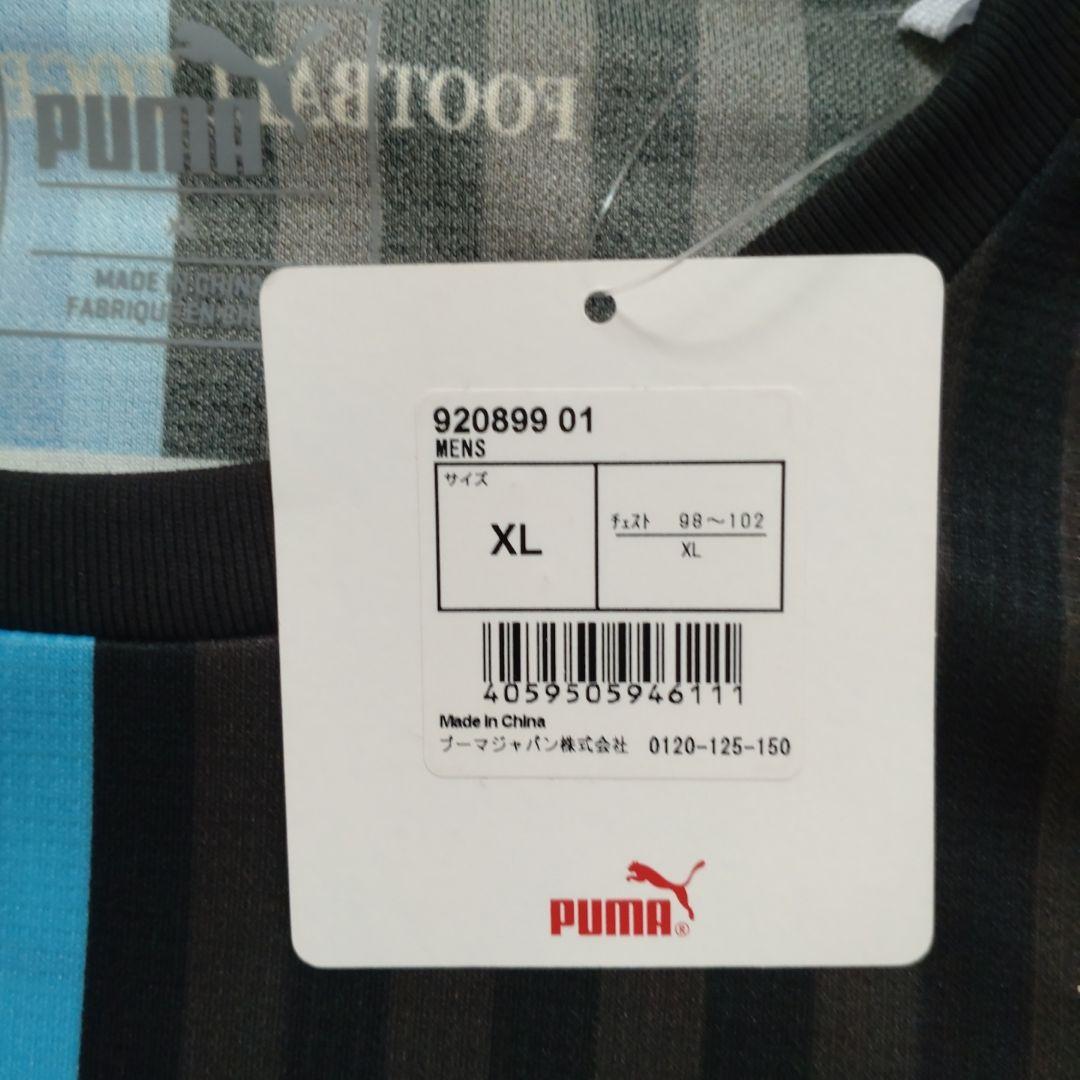 FOOTBALL
PUMA
MADE IN CHINA
FABRIQUE EN
920899 01
MENS
サイズ
XL
チェスト 98～102
XL
4059505946111
Made In China
プーマジャパン株式会社 0120-125-150
PUMA®